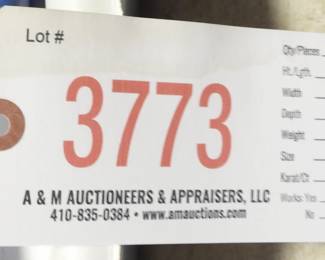 Lot #
3773
A & M AUCTIONEERS & APPRAISERS, LLC
410-835-0384 • www.amauctions.com
Qty/Pieces
Ht./Lgth.
Width
Depth
Weight
Size
Karat/Ct
Works Yes
No